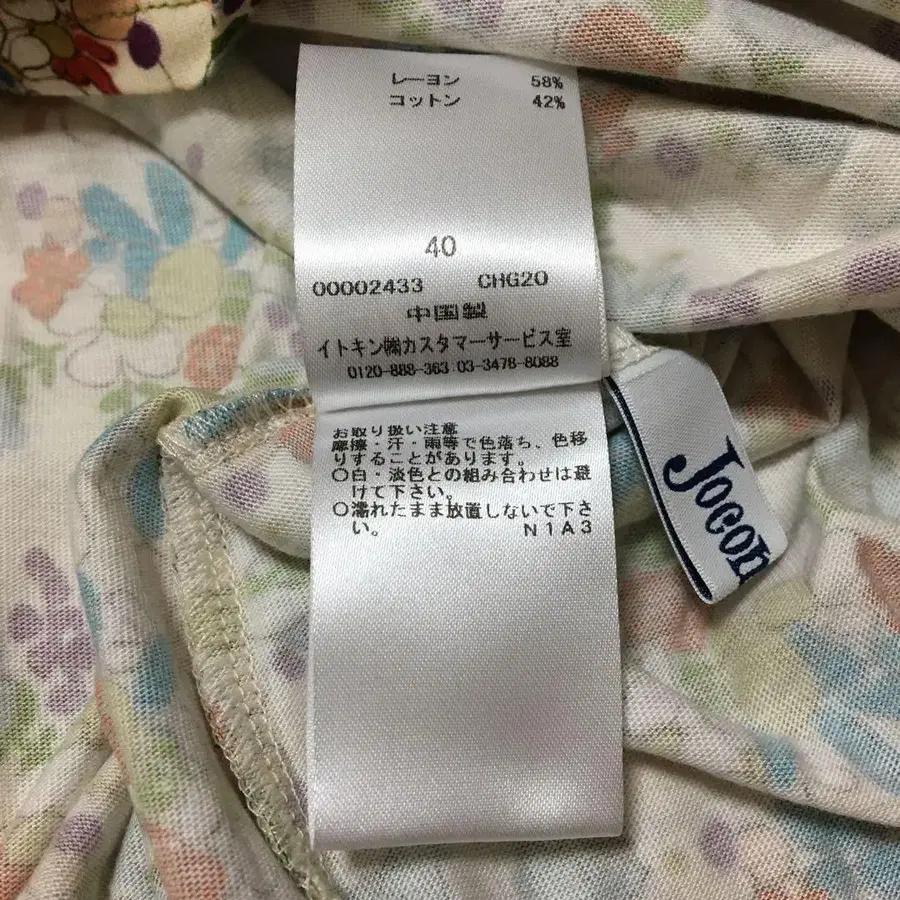 レーヨン 58%
コットン 42%
40
00002433 CHG20
中国製
イトキン㈱カスタマーサービス室
0120-888-363 03-3478-8088
お取り扱い注意
摩擦・汗・雨等で色落ち、色移
りすることがあります。
○白・淡色との組み合わせは避
けて下さい。
○濡れたまま放置しないで下さ
い。 N1A3
Jocon